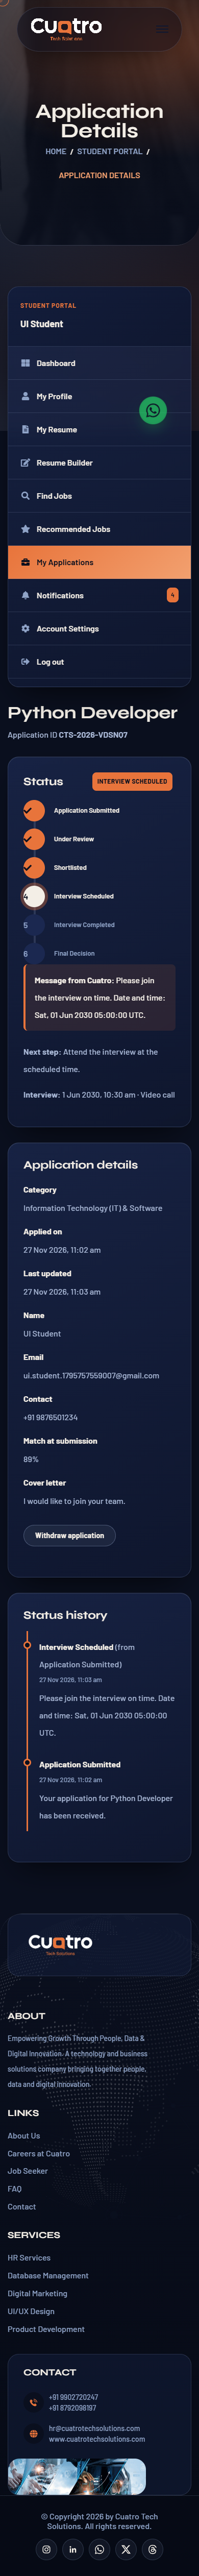 Cuatro
Tech Solutions
Application
Details
HOME / STUDENT PORTAL /
APPLICATION DETAILS
STUDENT PORTAL
UI Student
Dashboard
My Profile
My Resume
Resume Builder
Find Jobs
Recommended Jobs
My Applications
Notifications 4
Account Settings
Log out
Python Developer
Application ID CTS-2026-VDSNQ7
Status INTERVIEW SCHEDULED
Application Submitted
Under Review
Shortlisted
4 Interview Scheduled
5 Interview Completed
6 Final Decision
Message from Cuatro: Please join
the interview on time. Date and time:
Sat, 01 Jun 2030 05:00:00 UTC.
Next step: Attend the interview at the
scheduled time.
Interview: 1 Jun 2030, 10:30 am · Video call
Application details
Category
Information Technology (IT) & Software
Applied on
27 Nov 2026, 11:02 am
Last updated
27 Nov 2026, 11:03 am
Name
UI Student
Email
ui.student.1795757559007@gmail.com
Contact
+91 9876501234
Match at submission
89%
Cover letter
I would like to join your team.
Withdraw application
Status history
Interview Scheduled (from
Application Submitted)
27 Nov 2026, 11:03 am
Please join the interview on time. Date
and time: Sat, 01 Jun 2030 05:00:00
UTC.
Application Submitted
27 Nov 2026, 11:02 am
Your application for Python Developer
has been received.
Cuatro
Tech Solutions
ABOUT
Empowering Growth Through People, Data &
Digital Innovation. A technology and business
solutions company bringing together people,
data and digital innovation.
LINKS
About Us
Careers at Cuatro
Job Seeker
FAQ
Contact
SERVICES
HR Services
Database Management
Digital Marketing
UI/UX Design
Product Development
CONTACT
+91 9902720247
+91 8792098197
hr@cuatrotechsolutions.com
www.cuatrotechsolutions.com
© Copyright 2026 by Cuatro Tech
Solutions. All rights reserved.